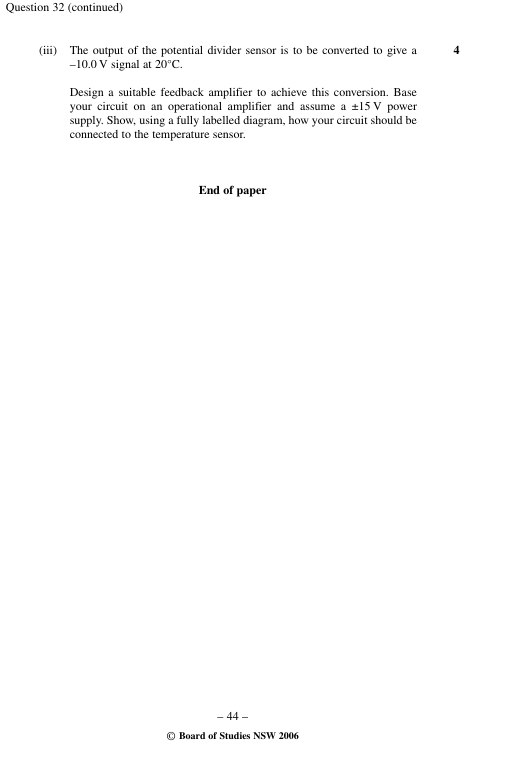 Question 32 (continued)
(iii) The output of the potential divider sensor is to be converted to give a 4
–10.0 V signal at 20°C.
Design a suitable feedback amplifier to achieve this conversion. Base
your circuit on an operational amplifier and assume a ±15 V power
supply. Show, using a fully labelled diagram, how your circuit should be
connected to the temperature sensor.
End of paper
– 44 –
© Board of Studies NSW 2006